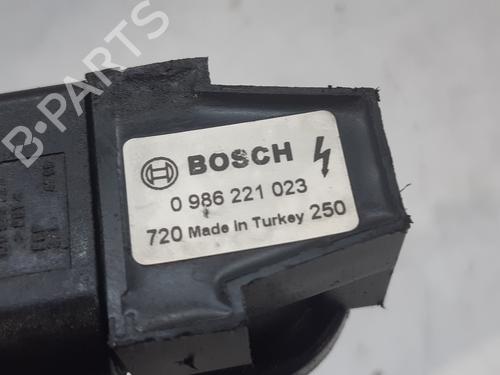 B-PARTS
BOSCH
0 986 221 023
720 Made in Turkey 250